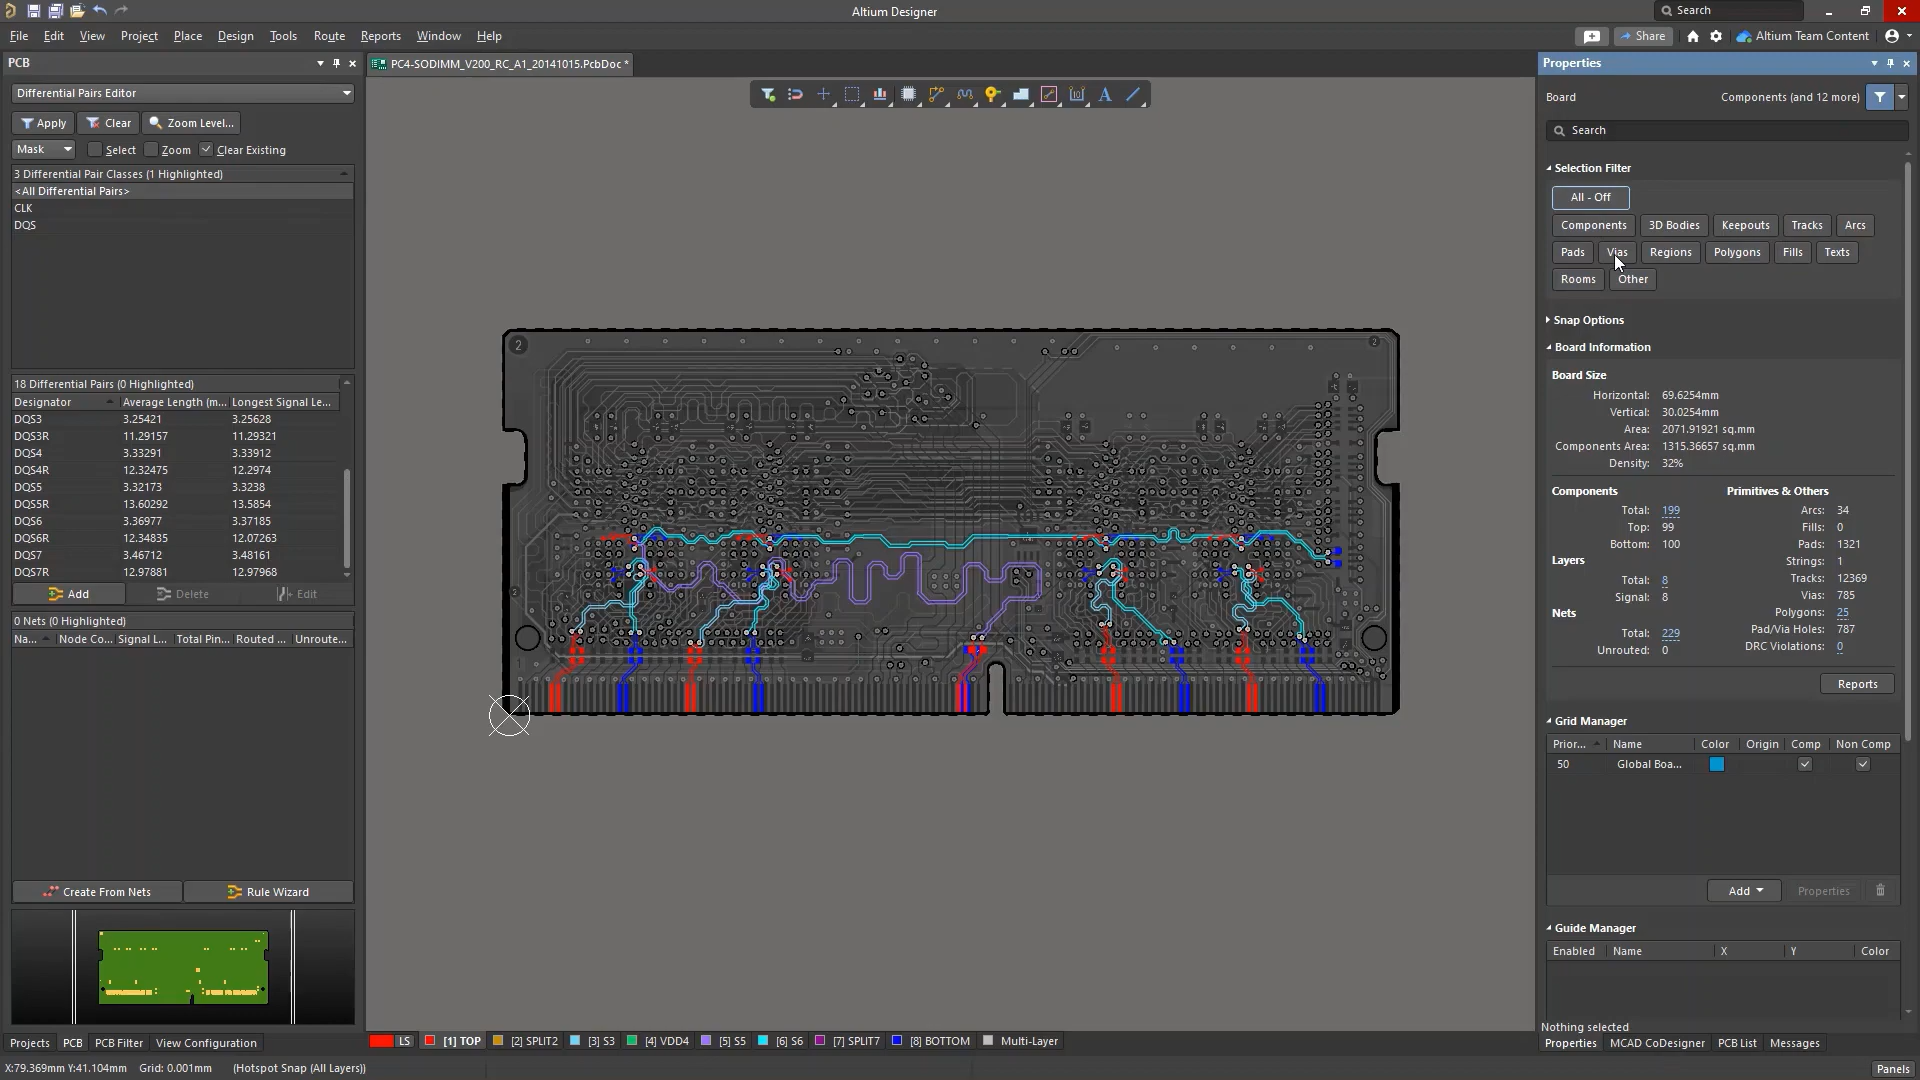 Altium Designer
Search
File Edit View Project Place Design Tools Route Reports Window Help
Share
Altium Team Content
PCB
PC4-SODIMM_V200_RC_A1_20141015.PcbDoc *
Properties
Differential Pairs Editor
Board
Components (and 12 more)
Apply Clear Zoom Level...
Search
Mask Select Zoom Clear Existing
3 Differential Pair Classes (1 Highlighted)
<All Differential Pairs>
CLK
DQS
18 Differential Pairs (0 Highlighted)
Designator Average Length (m... Longest Signal Le...
DQS3 3.25421 3.25628
DQS3R 11.29157 11.29321
DQS4 3.33291 3.33912
DQS4R 12.32475 12.2974
DQS5 3.32173 3.3238
DQS5R 13.60292 13.5854
DQS6 3.36977 3.37185
DQS6R 12.34835 12.07263
DQS7 3.46712 3.48161
DQS7R 12.97881 12.97968
Add Delete Edit
0 Nets (0 Highlighted)
Na... Node Co... Signal L... Total Pin... Routed ... Unroute...
Create From Nets Rule Wizard
Projects PCB PCB Filter View Configuration
2
2
2
1
LS [1] TOP [2] SPLIT2 [3] S3 [4] VDD4 [5] S5 [6] S6 [7] SPLIT7 [8] BOTTOM Multi-Layer
Selection Filter
All - Off
Components 3D Bodies Keepouts Tracks Arcs
Pads Vias Regions Polygons Fills Texts
Rooms Other
Snap Options
Board Information
Board Size
Horizontal: 69.6254mm
Vertical: 30.0254mm
Area: 2071.91921 sq.mm
Components Area: 1315.36657 sq.mm
Density: 32%
Components
Total: 199
Top: 99
Bottom: 100
Layers
Total: 8
Signal: 8
Nets
Total: 229
Unrouted: 0
Primitives & Others
Arcs: 34
Fills: 0
Pads: 1321
Strings: 1
Tracks: 12369
Vias: 785
Polygons: 25
Pad/Via Holes: 787
DRC Violations: 0
Reports
Grid Manager
Prior... Name Color Origin Comp Non Comp
50 Global Boa...
Add Properties
Guide Manager
Enabled Name X Y Color
Nothing selected
Properties MCAD CoDesigner PCB List Messages
X:79.369mm Y:41.104mm Grid: 0.001mm (Hotspot Snap (All Layers))
Panels